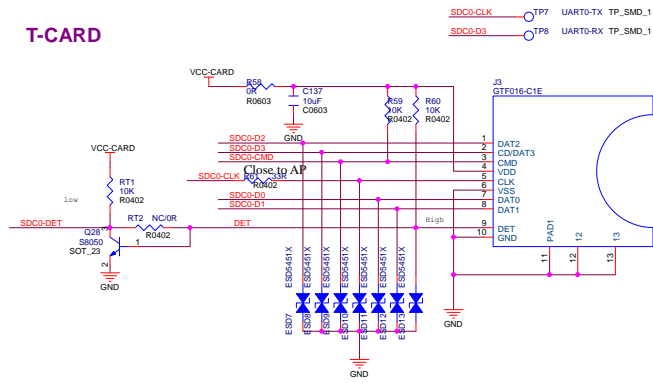 SDC0-CLK TP7 UART0-TX TP_SMD_1
SDC0-D3 TP8 UART0-RX TP_SMD_1
T-CARD
VCC-CARD
R58
0R
R0603
C137
10uF
C0603
GND
R59
10K
R0402
R60
10K
R0402
J3
GTF016-C1E
SDC0-D2 1 DAT2
SDC0-D3 2 CD/DAT3
SDC0-CMD 3 CMD
4 VDD
Close to AP
SDC0-CLK 33R 5 CLK
R0402
6 VSS
SDC0-D0 7 DAT0
SDC0-D1 8 DAT1
High
9 DET
10 GND
PAD1
12
13
11
12
13
VCC-CARD
RT1
10K
R0402
low
SDC0-DET
RT2 NC/0R
R0402
DET
Q28
S8050
SOT_23
3
1
2
GND
ESD5451X
ESD5451X
ESD5451X
ESD5451X
ESD5451X
ESD5451X
ESD5451X
ESD7
ESD8
ESD9
ESD10
ESD11
ESD12
ESD13
GND
GND